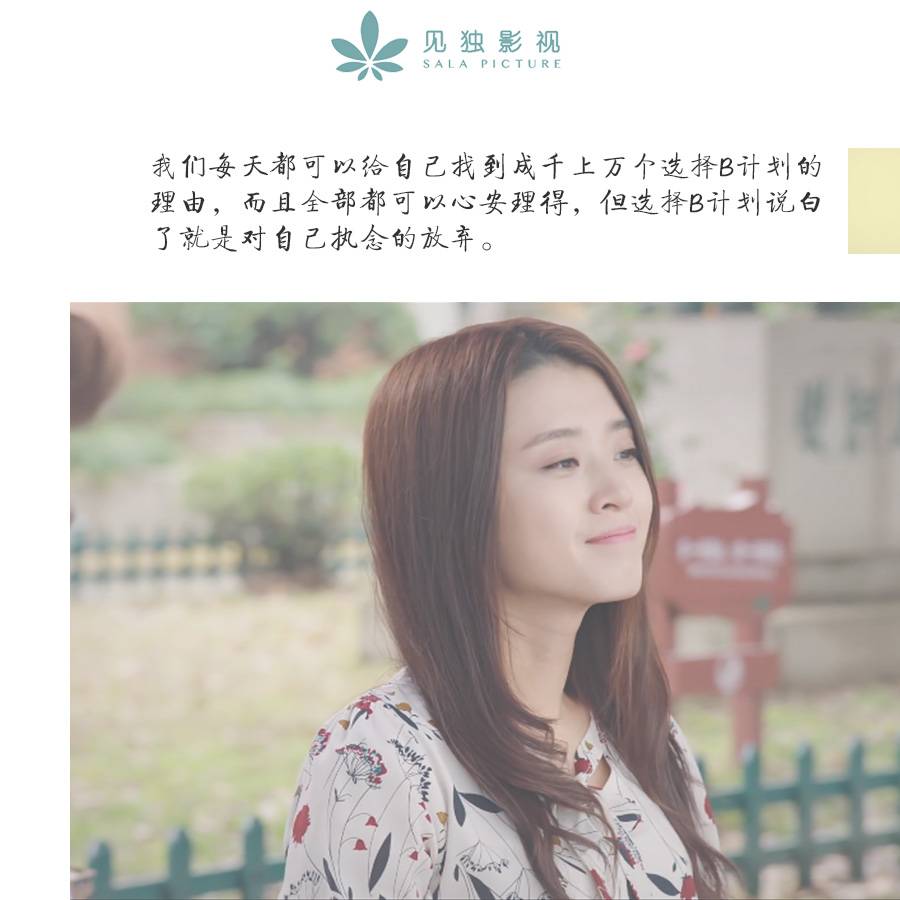 见独影视
SALA PICTURE
我们每天都可以给自己找到成千上万个选择B计划的
理由，而且全部都可以心安理得，但选择B计划说白
了就是对自己执念的放弃。